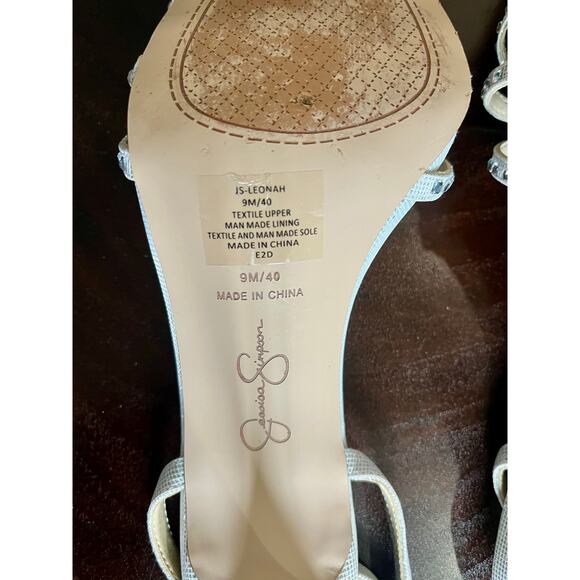 JS-LEONAH
9M/40
TEXTILE UPPER
MAN MADE LINING
TEXTILE AND MAN MADE SOLE
MADE IN CHINA
E2D
9M/40
MADE IN CHINA
Jessica Simpson